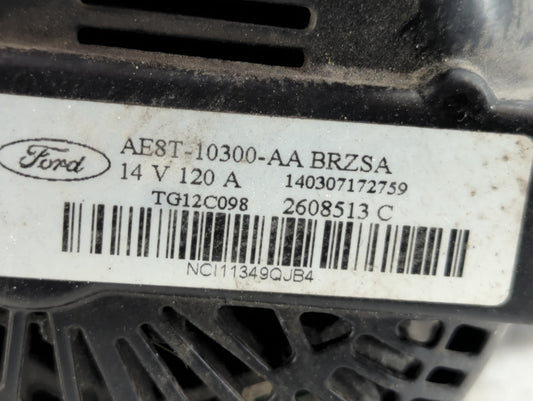 Ford
AE8T-10300-AA BRZSA
14 V 120 A 140307172759
TG12C098 2608513 C
NCI11349QJB4